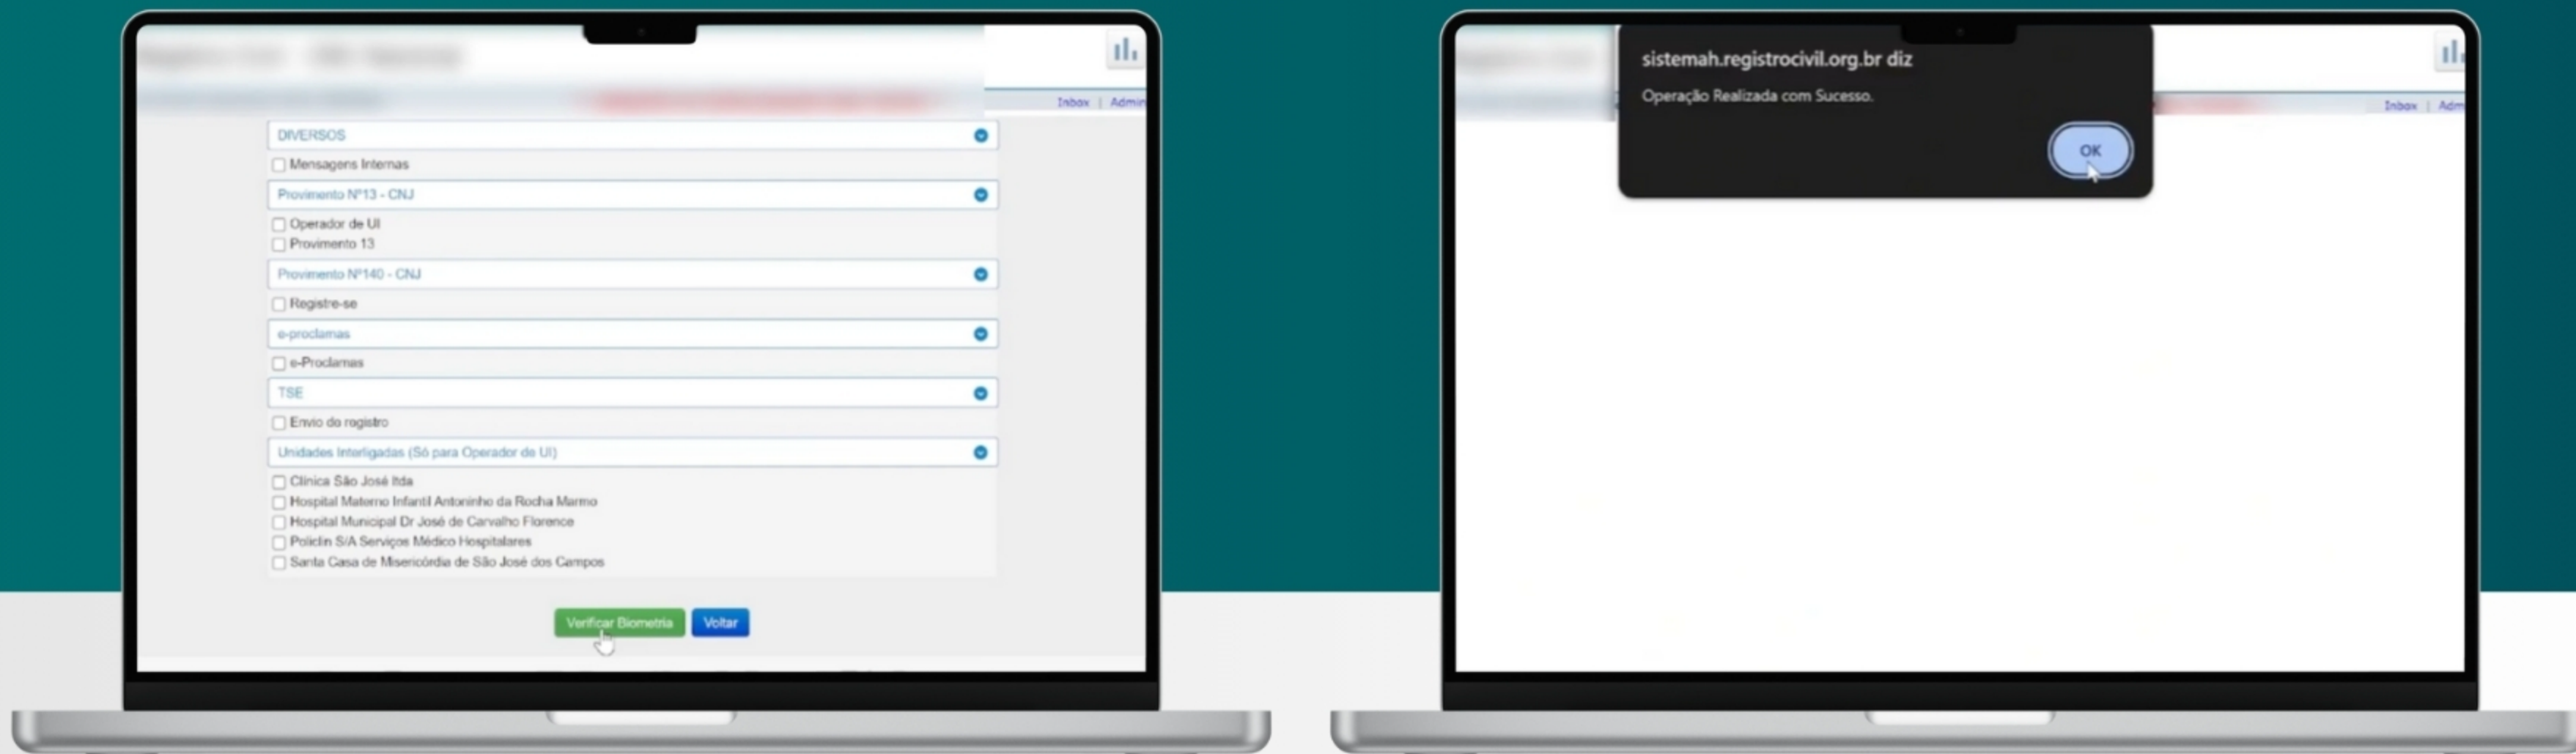 Inbox | Admin
DIVERSOS
Mensagens Internas
Provimento Nº13 - CNJ
Operador de UI
Provimento 13
Provimento Nº140 - CNJ
Registre-se
e-proclamas
e-Proclamas
TSE
Envio de registro
Unidades Interligadas (Só para Operador de UI)
Clínica São José ltda
Hospital Materno Infantil Antoninho da Rocha Marmo
Hospital Municipal Dr José de Carvalho Florence
Policlin S/A Serviços Médico Hospitalares
Santa Casa de Misericórdia de São José dos Campos
Verificar Biometria
Voltar
sistemah.registrocivil.org.br diz
Operação Realizada com Sucesso.
OK
Inbox | Adm